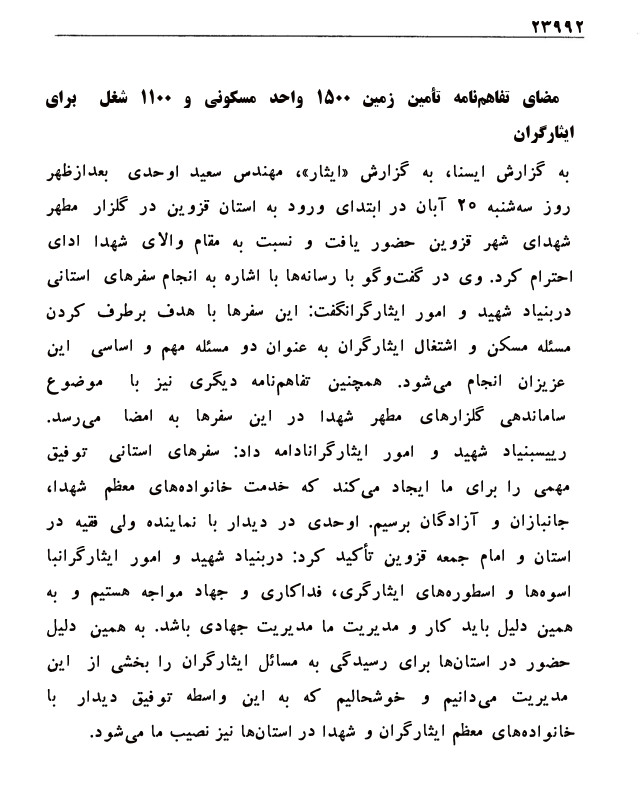 ۲۳۹۹۲
مضای تفاهم‌نامه تأمین زمین ۱۵۰۰ واحد مسکونی و ۱۱۰۰ شغل برای
ایثارگران
به گزارش ایسنا، به گزارش «ایثار»، مهندس سعید اوحدی بعدازظهر
روز سه‌شنبه ۲۵ آبان در ابتدای ورود به استان قزوین در گلزار مطهر
شهدای شهر قزوین حضور یافت و نسبت به مقام والای شهدا ادای
احترام کرد. وی در گفت‌وگو با رسانه‌ها با اشاره به انجام سفرهای استانی
دربنیاد شهید و امور ایثارگرانگفت: این سفرها با هدف برطرف کردن
مسئله مسکن و اشتغال ایثارگران به عنوان دو مسئله مهم و اساسی این
عزیزان انجام می‌شود. همچنین تفاهم‌نامه دیگری نیز با موضوع
ساماندهی گلزارهای مطهر شهدا در این سفرها به امضا می‌رسد.
رییسبنیاد شهید و امور ایثارگرانادامه داد: سفرهای استانی توفیق
مهمی را برای ما ایجاد می‌کند که خدمت خانواده‌های معظم شهدا،
جانبازان و آزادگان برسیم. اوحدی در دیدار با نماینده ولی فقیه در
استان و امام جمعه قزوین تأکید کرد: دربنیاد شهید و امور ایثارگرانبا
اسوه‌ها و اسطوره‌های ایثارگری، فداکاری و جهاد مواجه هستیم و به
همین دلیل باید کار و مدیریت ما مدیریت جهادی باشد. به همین دلیل
حضور در استان‌ها برای رسیدگی به مسائل ایثارگران را بخشی از این
مدیریت می‌دانیم و خوشحالیم که به این واسطه توفیق دیدار با
خانواده‌های معظم ایثارگران و شهدا در استان‌ها نیز نصیب ما می‌شود.